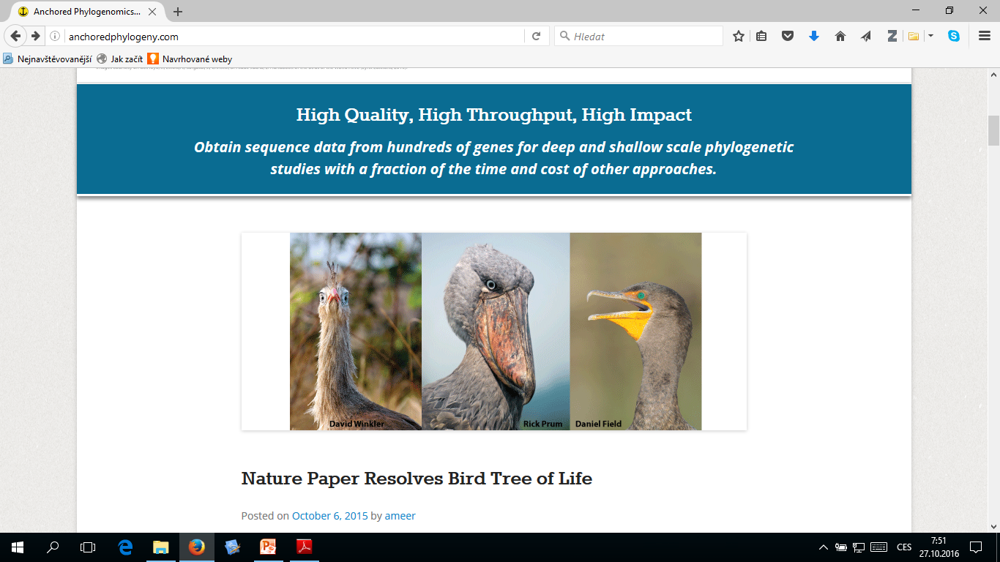 Anchored Phylogenomics...
anchoredphylogeny.com
Hledat
Nejnavštěvovanější
Jak začít
Navrhované weby
High Quality, High Throughput, High Impact
Obtain sequence data from hundreds of genes for deep and shallow scale phylogenetic
studies with a fraction of the time and cost of other approaches.
David Winkler
Rick Prum
Daniel Field
Nature Paper Resolves Bird Tree of Life
Posted on October 6, 2015 by ameer
CES
7:51
27.10.2016